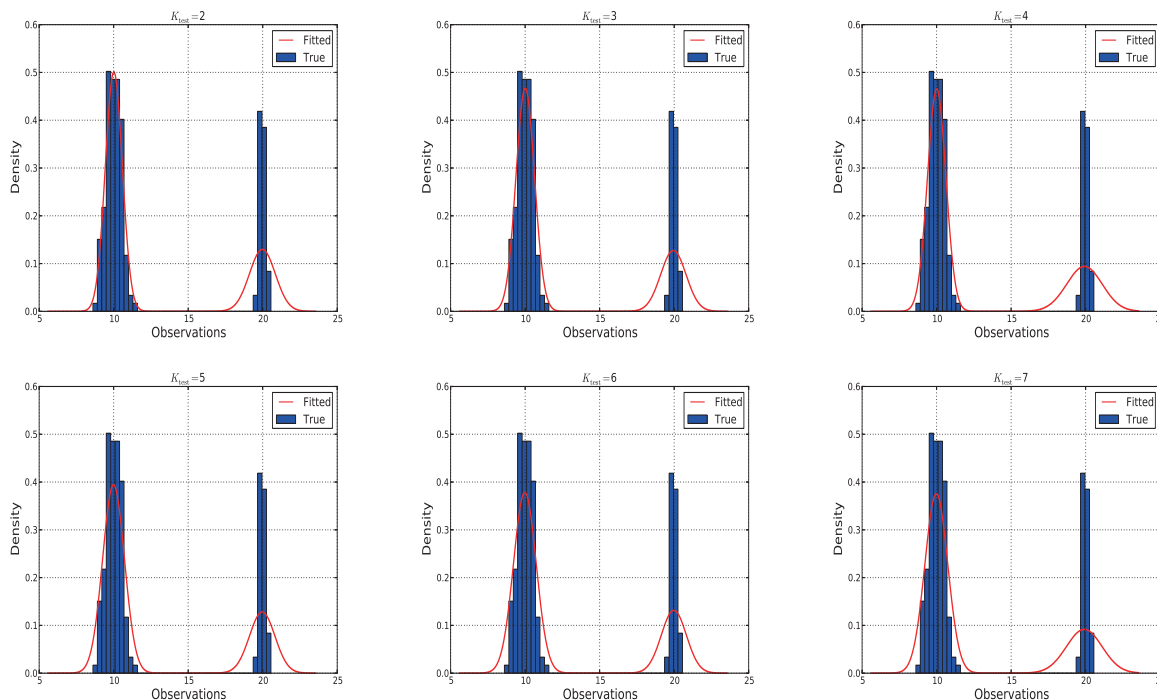 K_test=2
0.6
0.5
0.4
0.3
0.2
0.1
0.0
Density
5 10 15 20 25
Observations
Fitted
True
K_test=3
0.6
0.5
0.4
0.3
0.2
0.1
0.0
Density
5 10 15 20 25
Observations
Fitted
True
K_test=4
0.6
0.5
0.4
0.3
0.2
0.1
0.0
Density
5 10 15 20
Observations
Fitted
True
K_test=5
0.6
0.5
0.4
0.3
0.2
0.1
0.0
Density
5 10 15 20 25
Observations
Fitted
True
K_test=6
0.6
0.5
0.4
0.3
0.2
0.1
0.0
Density
5 10 15 20 25
Observations
Fitted
True
K_test=7
0.6
0.5
0.4
0.3
0.2
0.1
0.0
Density
5 10 15 20
Observations
Fitted
True